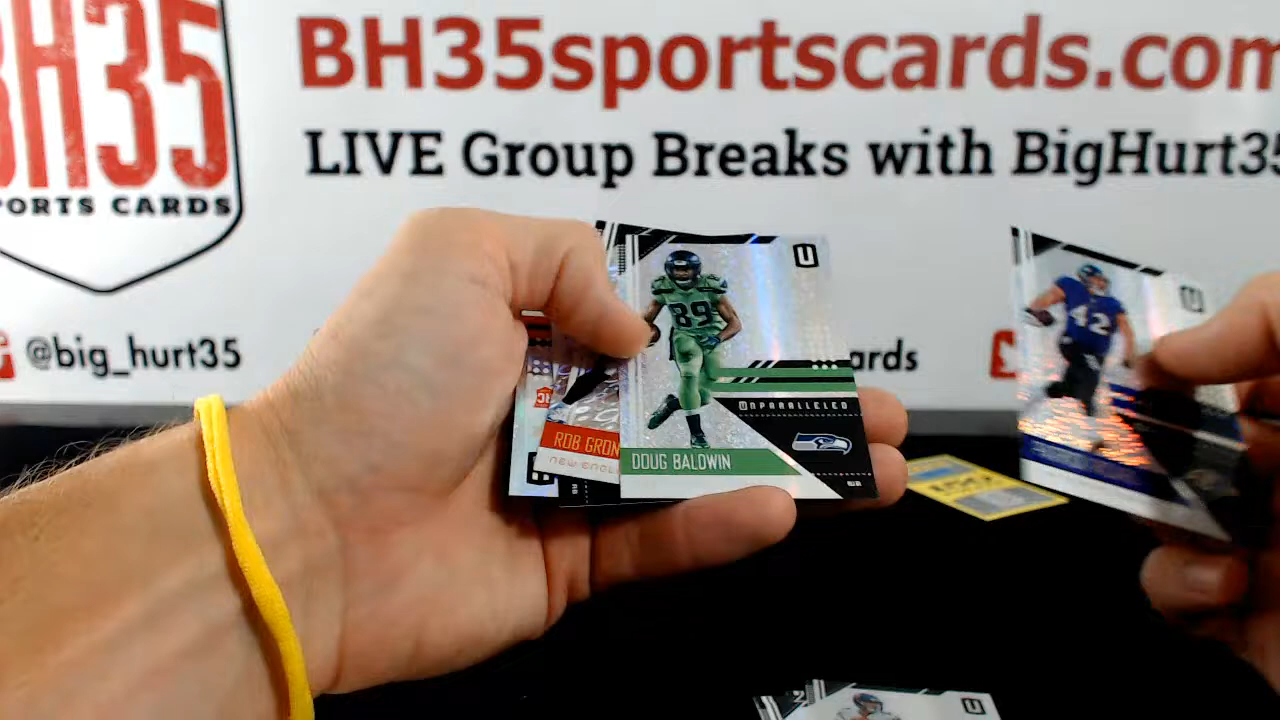 BH35
PORTS CARDS
BH35sportscards.com
LIVE Group Breaks with BigHurt35
@big_hurt35
ards
U
89
UNPARALLELED
DOUG BALDWIN
ROB GRON
NEW ENGL
RC
42
U
U